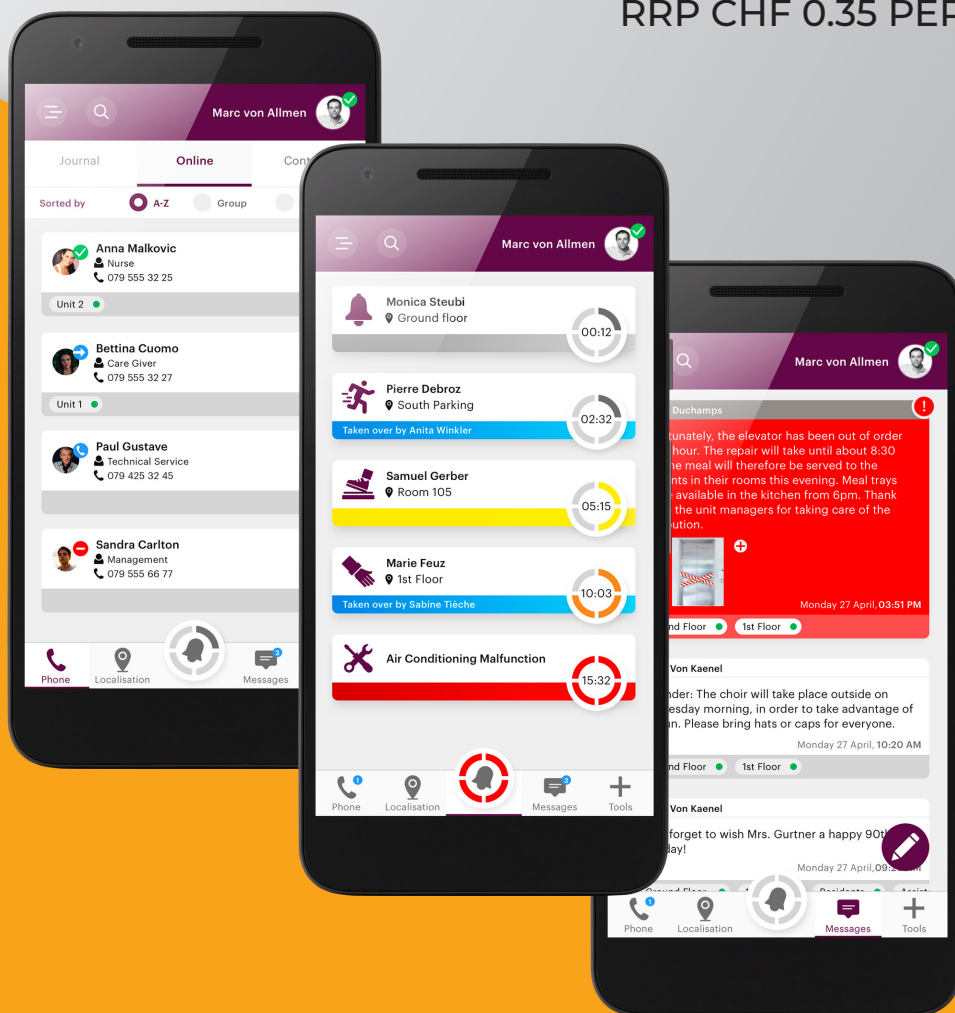 RRP CHF 0.35 PER
Marc von Allmen
Journal
Online
Sorted by
A-Z
Group
Anna Malkovic
Nurse
079 555 32 25
Unit 2
Bettina Cuomo
Care Giver
079 555 32 27
Unit 1
Paul Gustave
Technical Service
079 425 32 45
Sandra Carlton
Management
079 555 66 77
Phone
Localisation
Messages
3
Marc von Allmen
Monica Steubi
Ground floor
00:12
Pierre Debroz
South Parking
02:32
Taken over by Anita Winkler
Samuel Gerber
Room 105
05:15
Marie Feuz
1st Floor
10:03
Taken over by Sabine Tièche
Air Conditioning Malfunction
15:32
1
3
Phone
Localisation
Messages
Tools
Marc von Allmen
Duchamps
!
the elevator has been out of order
hour. The repair will take until about 8:30
meal will therefore be served to the
in their rooms this evening. Meal trays
available in the kitchen from 6pm. Thank
the unit managers for taking care of the
Monday 27 April, 03:51 PM
Floor
1st Floor
Von Kaenel
The choir will take place outside on
morning, in order to take advantage of
Please bring hats or caps for everyone.
Monday 27 April, 10:20 AM
Floor
1st Floor
Von Kaenel
forget to wish Mrs. Gurtner a happy
Monday 27 April,
1
Phone
Localisation
Messages
Tools